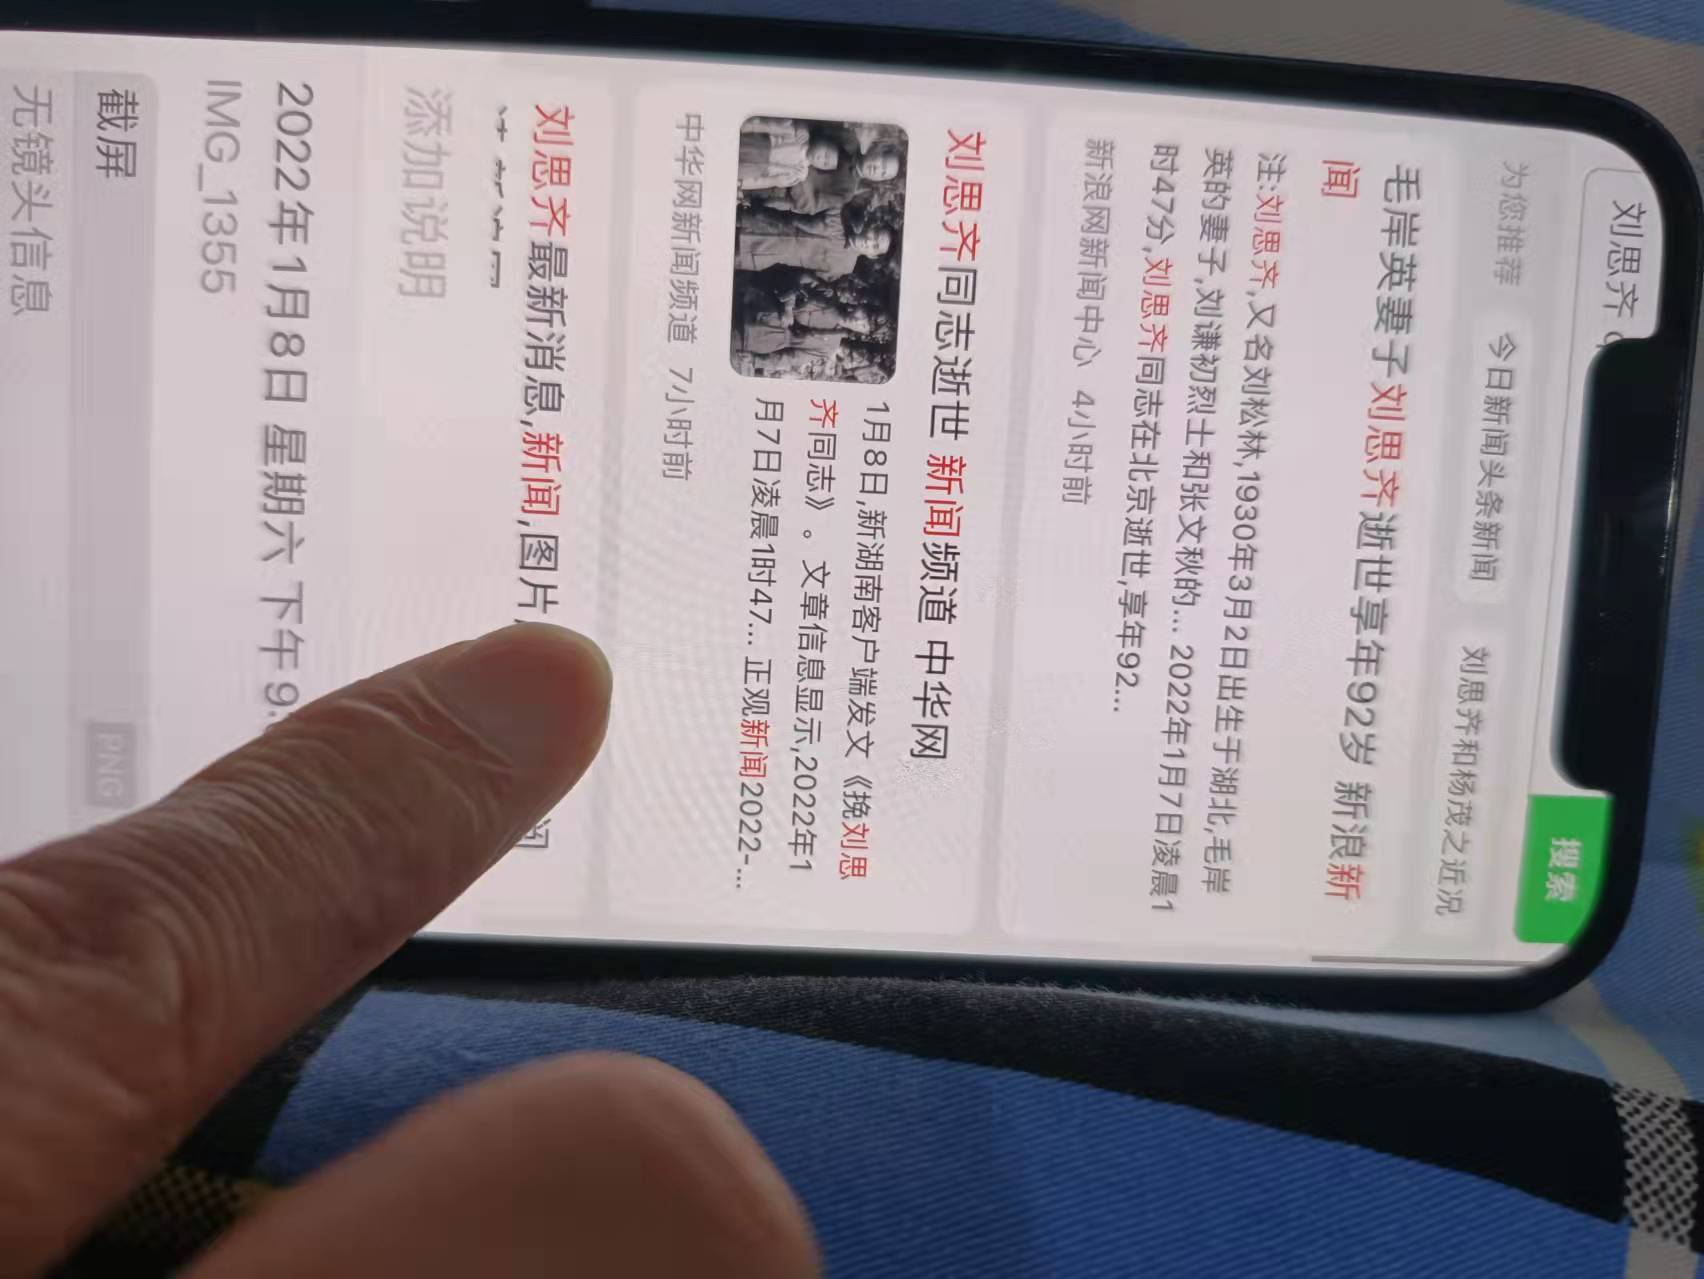 刘思齐
搜索
为您推荐 今日新闻头条新闻 刘思齐和杨茂之近况
毛岸英妻子刘思齐逝世享年92岁 新浪新
闻
注:刘思齐,又名刘松林,1930年3月2日出生于湖北,毛岸
英的妻子,刘谦初烈士和张文秋的... 2022年1月7日凌晨1
时47分,刘思齐同志在北京逝世,享年92...
新浪网新闻中心 4小时前
刘思齐同志逝世 新闻频道 中华网
1月8日,新湖南客户端发文《挽刘思
齐同志》。文章信息显示,2022年1
月7日凌晨1时47... 正观新闻2022-...
中华网新闻频道 7小时前
刘思齐最新消息,新闻,图片
添加说明
2022年1月8日 星期六 下午9
IMG_1355
截屏 PNG
无镜头信息